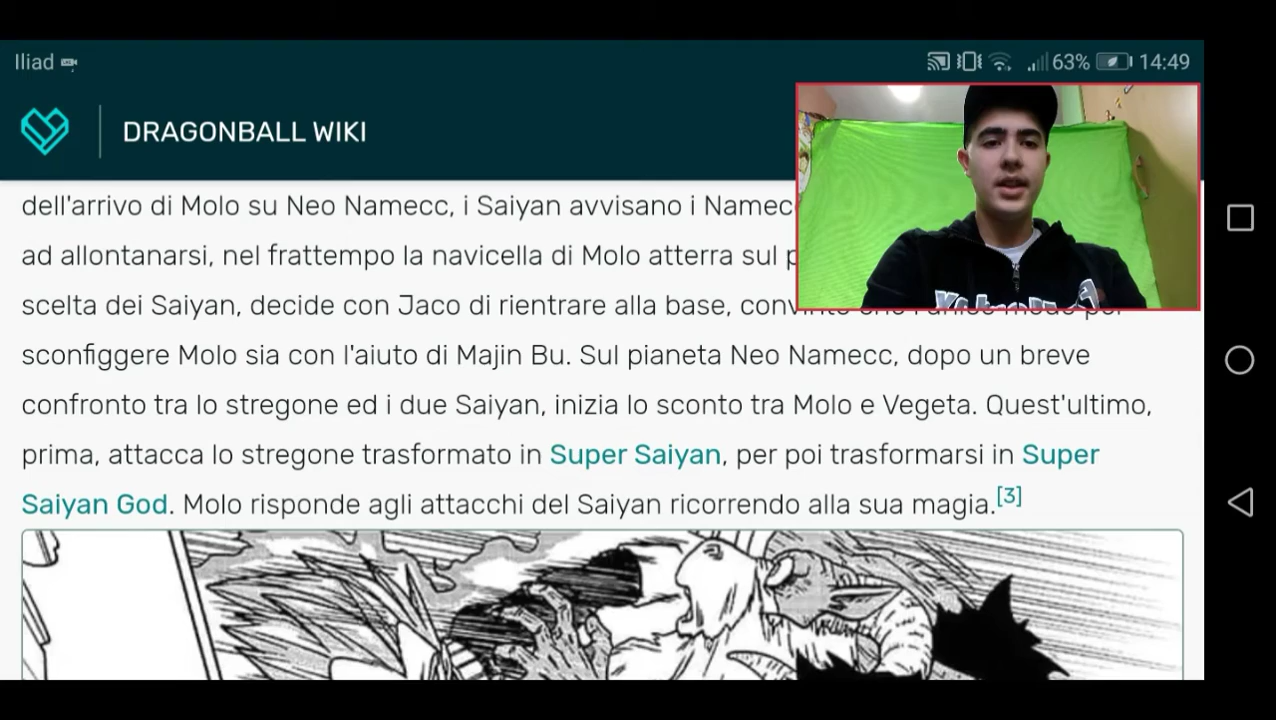 Iliad 63% 14:49
DRAGONBALL WIKI
dell'arrivo di Molo su Neo Namecc, i Saiyan avvisano i Namec
ad allontanarsi, nel frattempo la navicella di Molo atterra sul p
scelta dei Saiyan, decide con Jaco di rientrare alla base,
sconfiggere Molo sia con l'aiuto di Majin Bu. Sul pianeta Neo Namecc, dopo un breve
confronto tra lo stregone ed i due Saiyan, inizia lo sconto tra Molo e Vegeta. Quest'ultimo,
prima, attacca lo stregone trasformato in Super Saiyan, per poi trasformarsi in Super
Saiyan God. Molo risponde agli attacchi del Saiyan ricorrendo alla sua magia.[3]